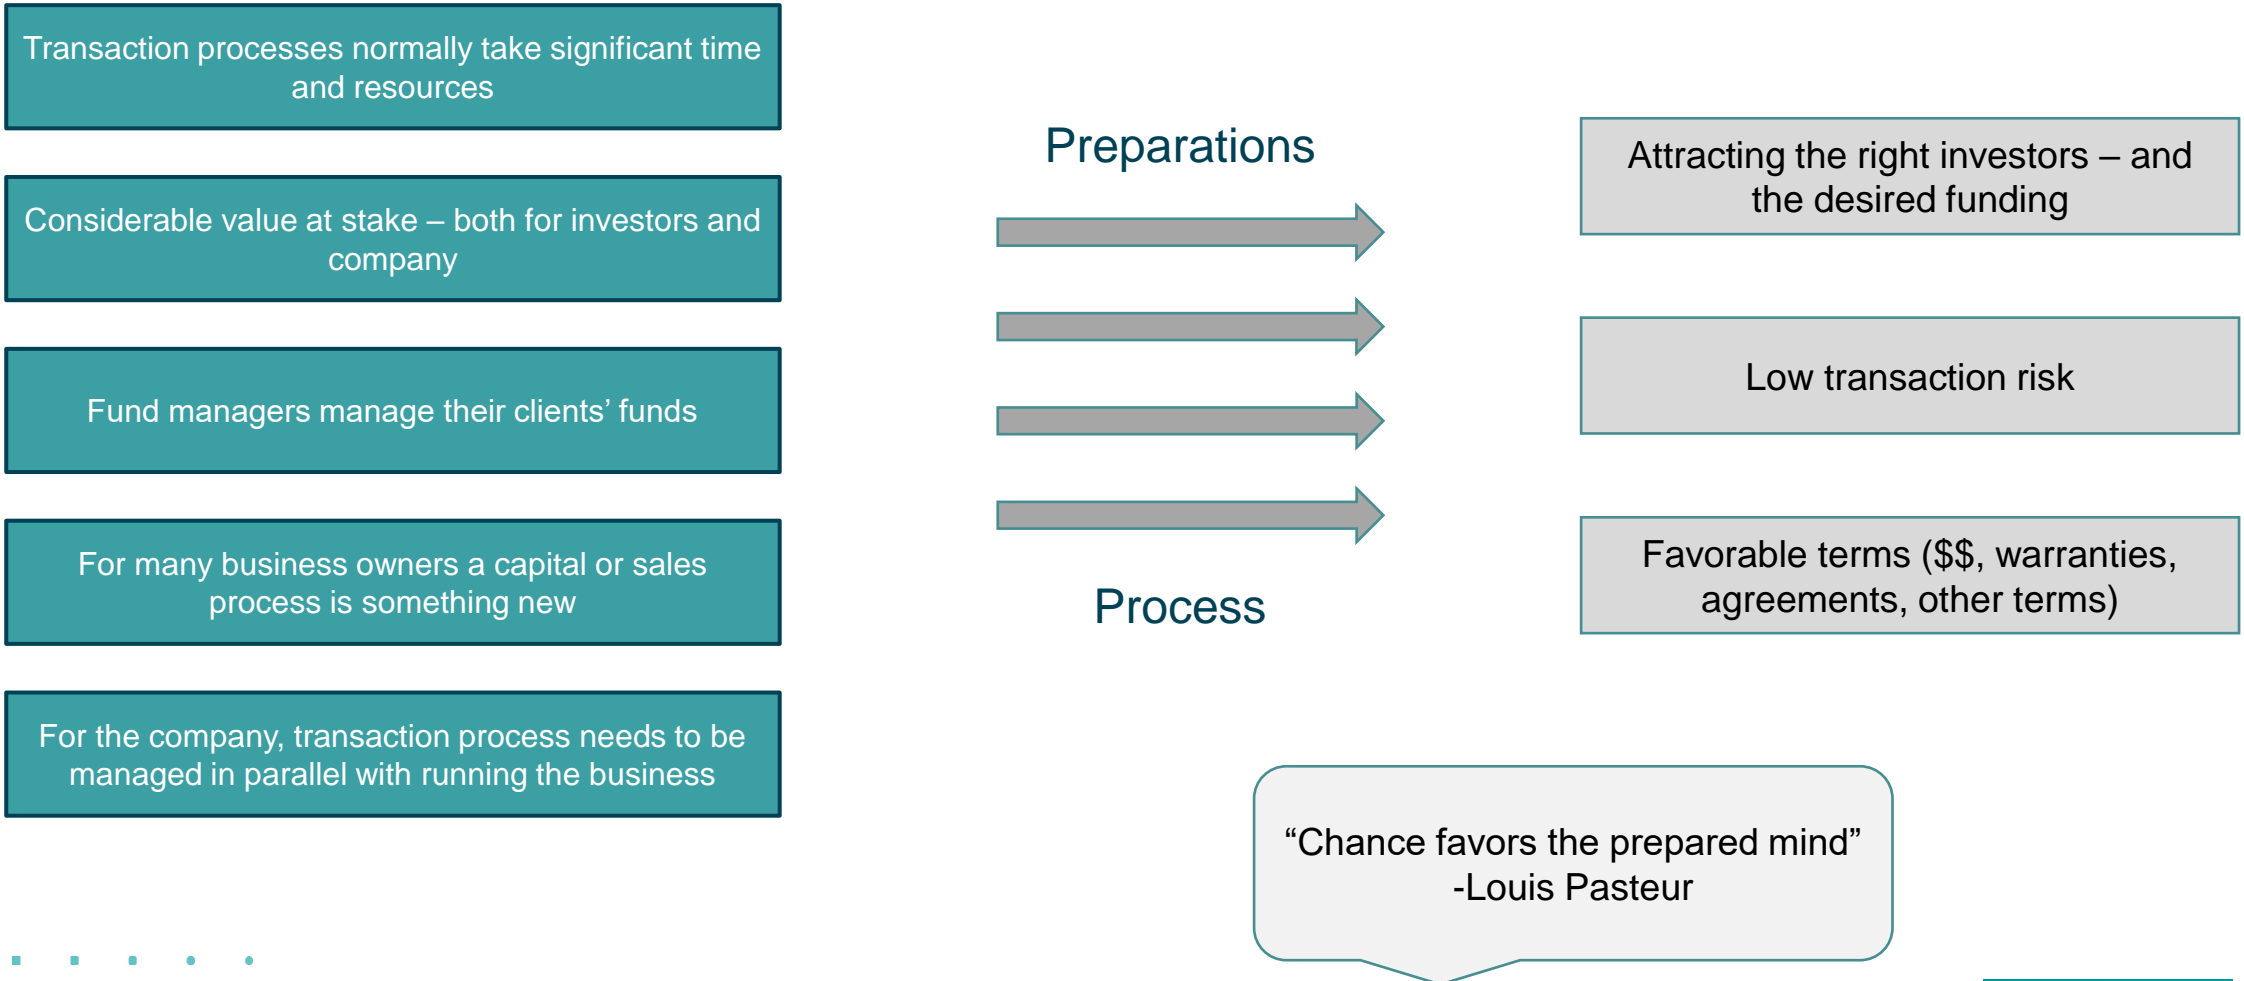 Transaction processes normally take significant time
and resources
Considerable value at stake – both for investors and
company
Fund managers manage their clients’ funds
For many business owners a capital or sales
process is something new
For the company, transaction process needs to be
managed in parallel with running the business
Preparations
Process
Attracting the right investors – and
the desired funding
Low transaction risk
Favorable terms ($$, warranties,
agreements, other terms)
“Chance favors the prepared mind”
-Louis Pasteur